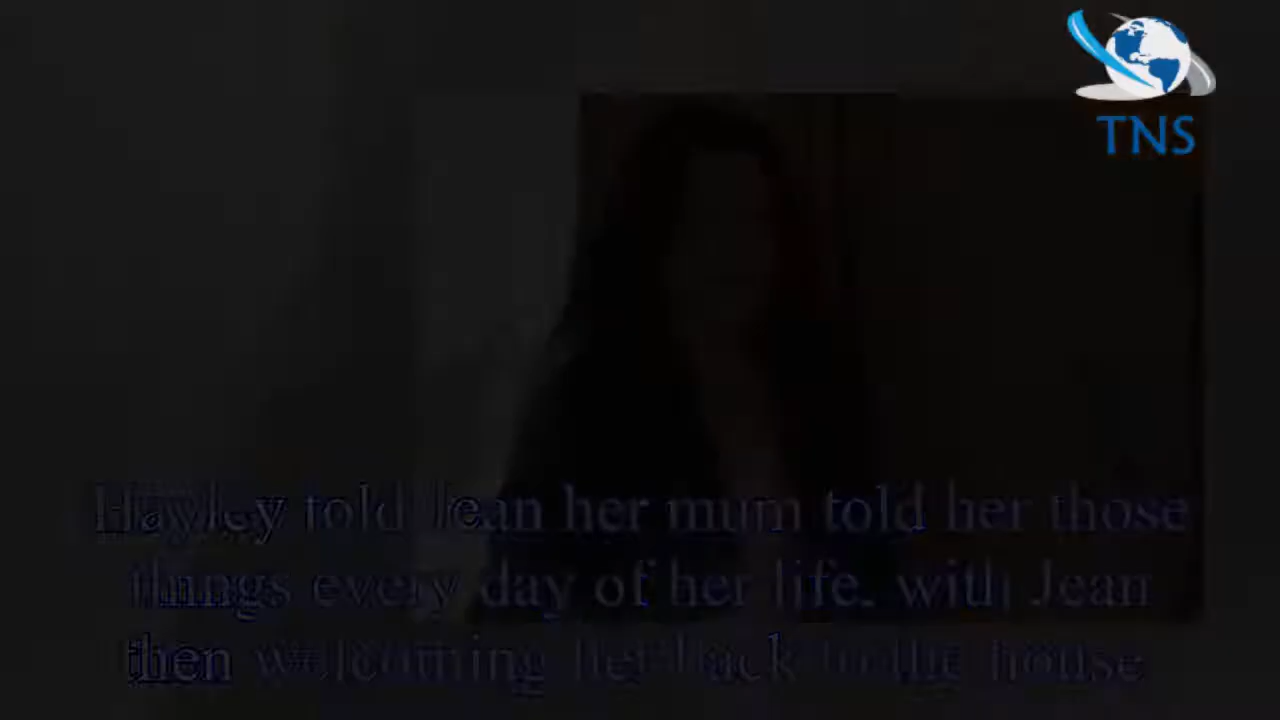 TNS
Hayley told Jean her mum told her those
things every day of her life, with Jean
then welcoming her back to the house